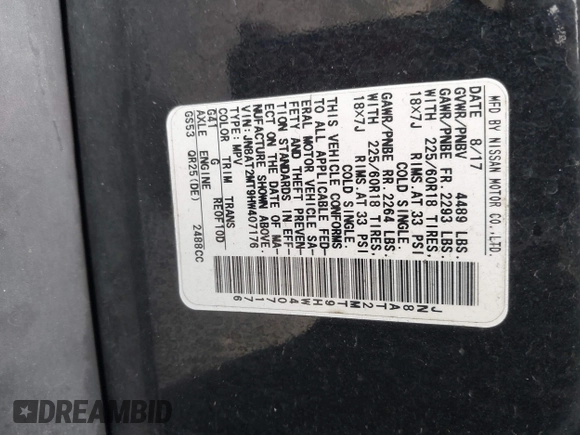 MFD BY NISSAN MOTOR CO.,LTD.
DATE 8/17
GVWR/PNBV 4489 LBS.
GAWR/PNBE FR. 2293 LBS.
WITH 225/60R18 TIRES,
18X7J RIMS.AT 33 PSI
COLD SINGLE.
GAWR/PNBE RR. 2264 LBS.
WITH 225/60R18 TIRES,
18X7J RIMS.AT 33 PSI
COLD SINGLE.
THIS VEHICLE CONFORMS
TO ALL APPLICABLE FED-
ERAL MOTOR VEHICLE SA-
FETY AND THEFT PREVEN-
TION STANDARDS IN EFF-
ECT ON THE DATE OF MA-
NUFACTURE SHOWN ABOVE.
VIN:JN8AT2MT9HW407176
TYPE:MPV
COLOR TRIM TRANS
G41 G RE0F10D
AXLE ENGINE
GS53 QR25(DE) 2488CC
JN8AT2MT9HW407176
DREAMBID